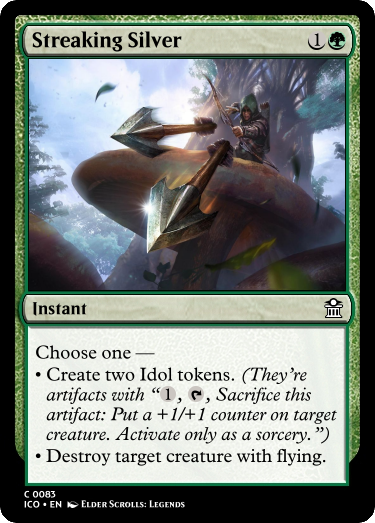 Streaking Silver 1
Instant
Choose one —
• Create two Idol tokens. (They're
artifacts with “1, , Sacrifice this
artifact: Put a +1/+1 counter on target
creature. Activate only as a sorcery.”)
• Destroy target creature with flying.
C 0083
ICO • EN Elder Scrolls: Legends